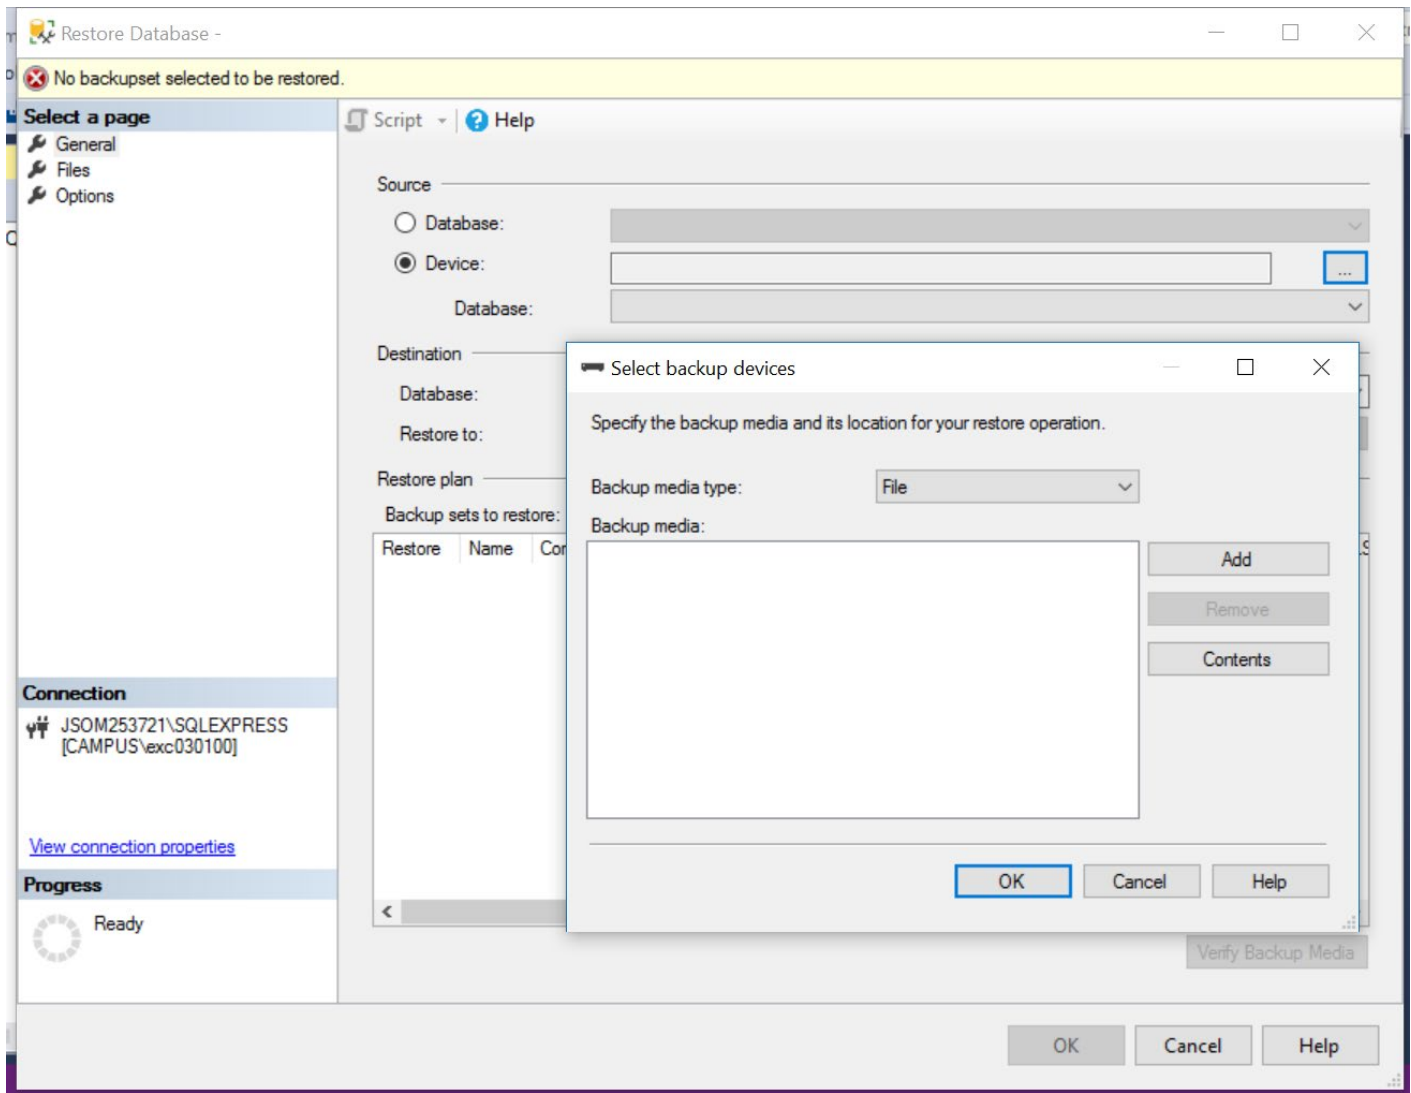 Restore Database -
No backupset selected to be restored.
Select a page
General
Files
Options
Script
Help
Source
Database:
Device:
...
Database:
Destination
Database:
Restore to:
Restore plan
Backup sets to restore:
Restore Name
Select backup devices
Specify the backup media and its location for your restore operation.
Backup media type: File
Backup media:
Add
Remove
Contents
OK Cancel Help
Connection
JSOM253721\SQLEXPRESS
[CAMPUS\exc030100]
View connection properties
Progress
Ready
Verify Backup Media
OK Cancel Help